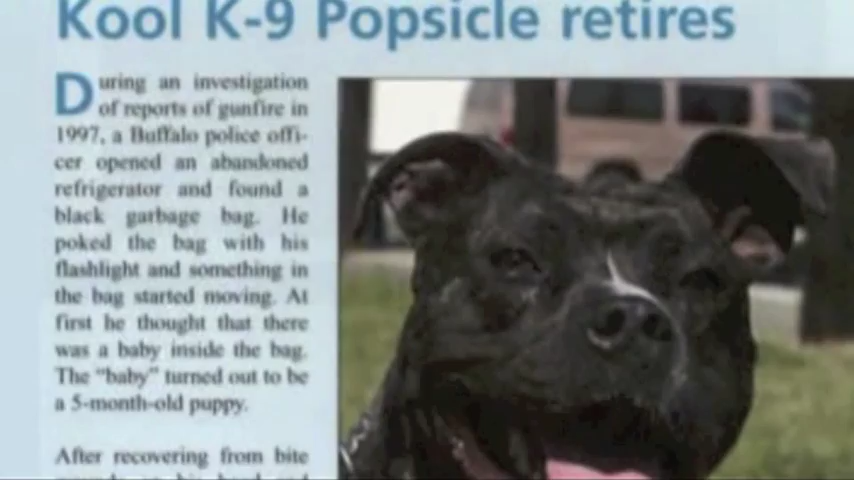 Kool K-9 Popsicle retires
During an investigation
of reports of gunfire in
1997, a Buffalo police offi-
cer opened an abandoned
refrigerator and found a
black garbage bag. He
poked the bag with his
flashlight and something in
the bag started moving. At
first he thought that there
was a baby inside the bag.
The "baby" turned out to be
a 5-month-old puppy.
After recovering from bite